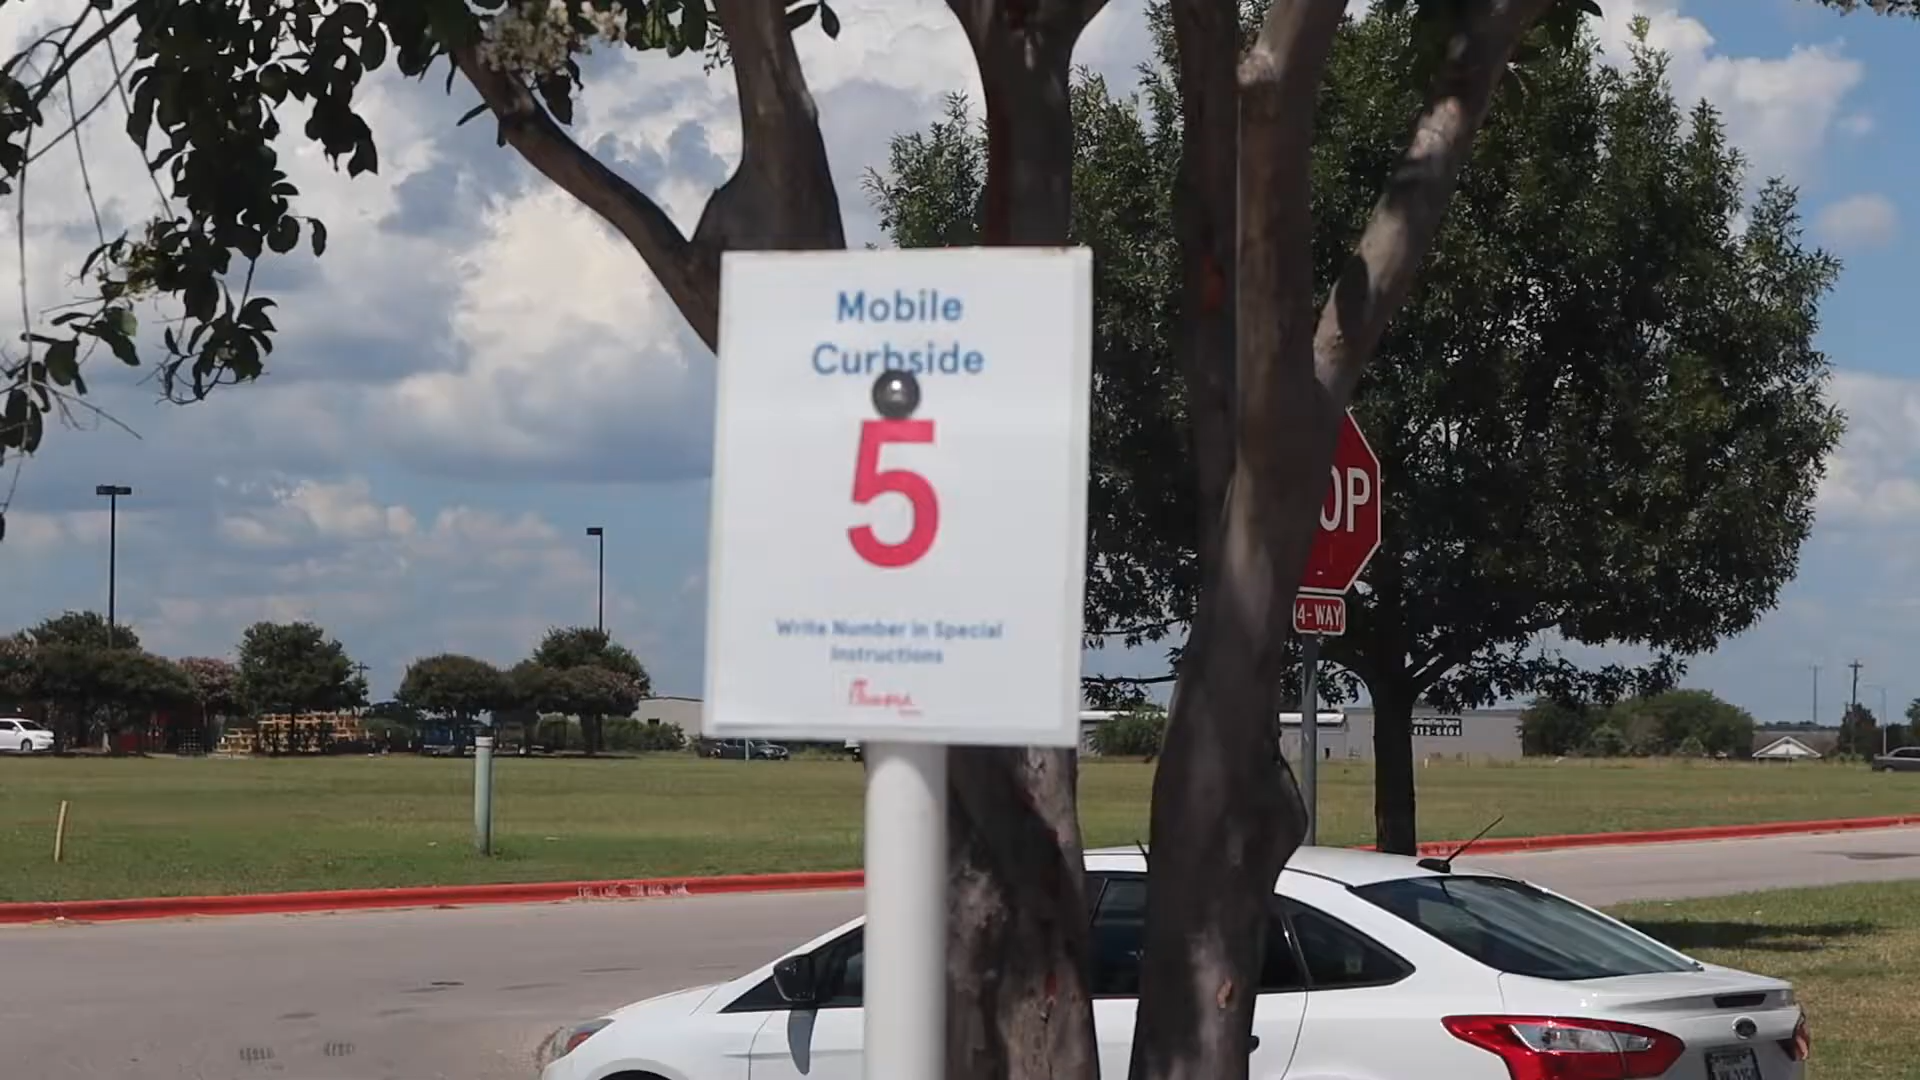 Mobile
Curbside
5
Write Number in Special
Instructions
OP
4-WAY